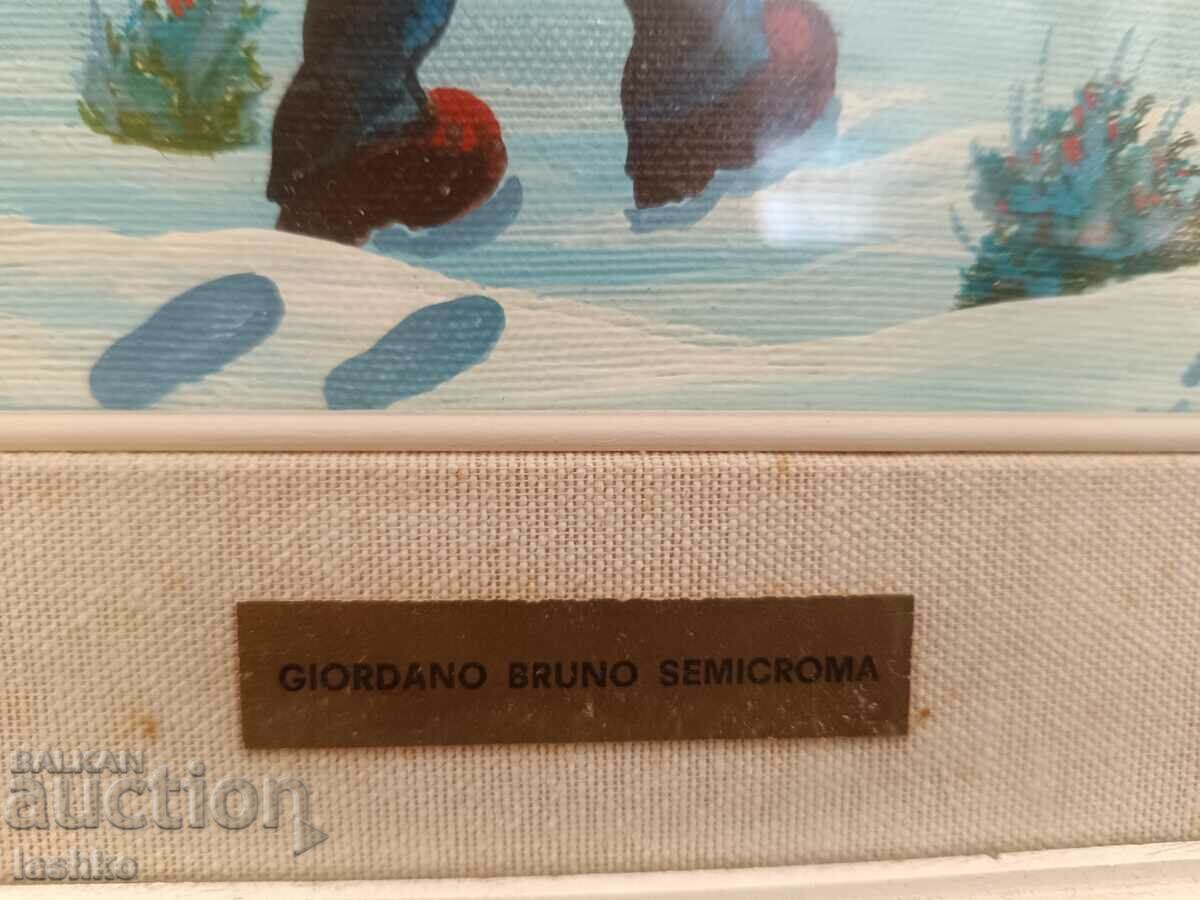 GIORDANO BRUNO SEMICROMA
BALKAN
auction
lashko